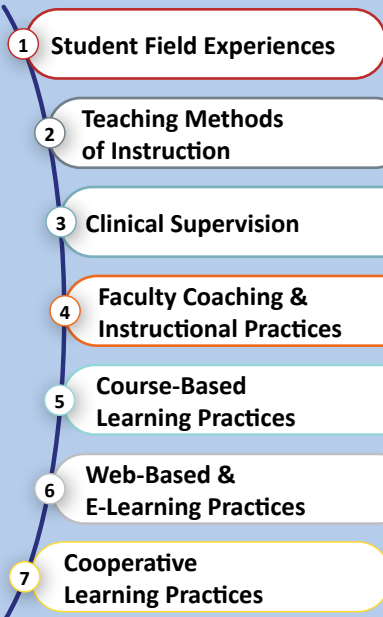 1 Student Field Experiences
2 Teaching Methods
of Instruction
3 Clinical Supervision
4 Faculty Coaching &
Instructional Practices
5 Course-Based
Learning Practices
6 Web-Based &
E-Learning Practices
7 Cooperative
Learning Practices